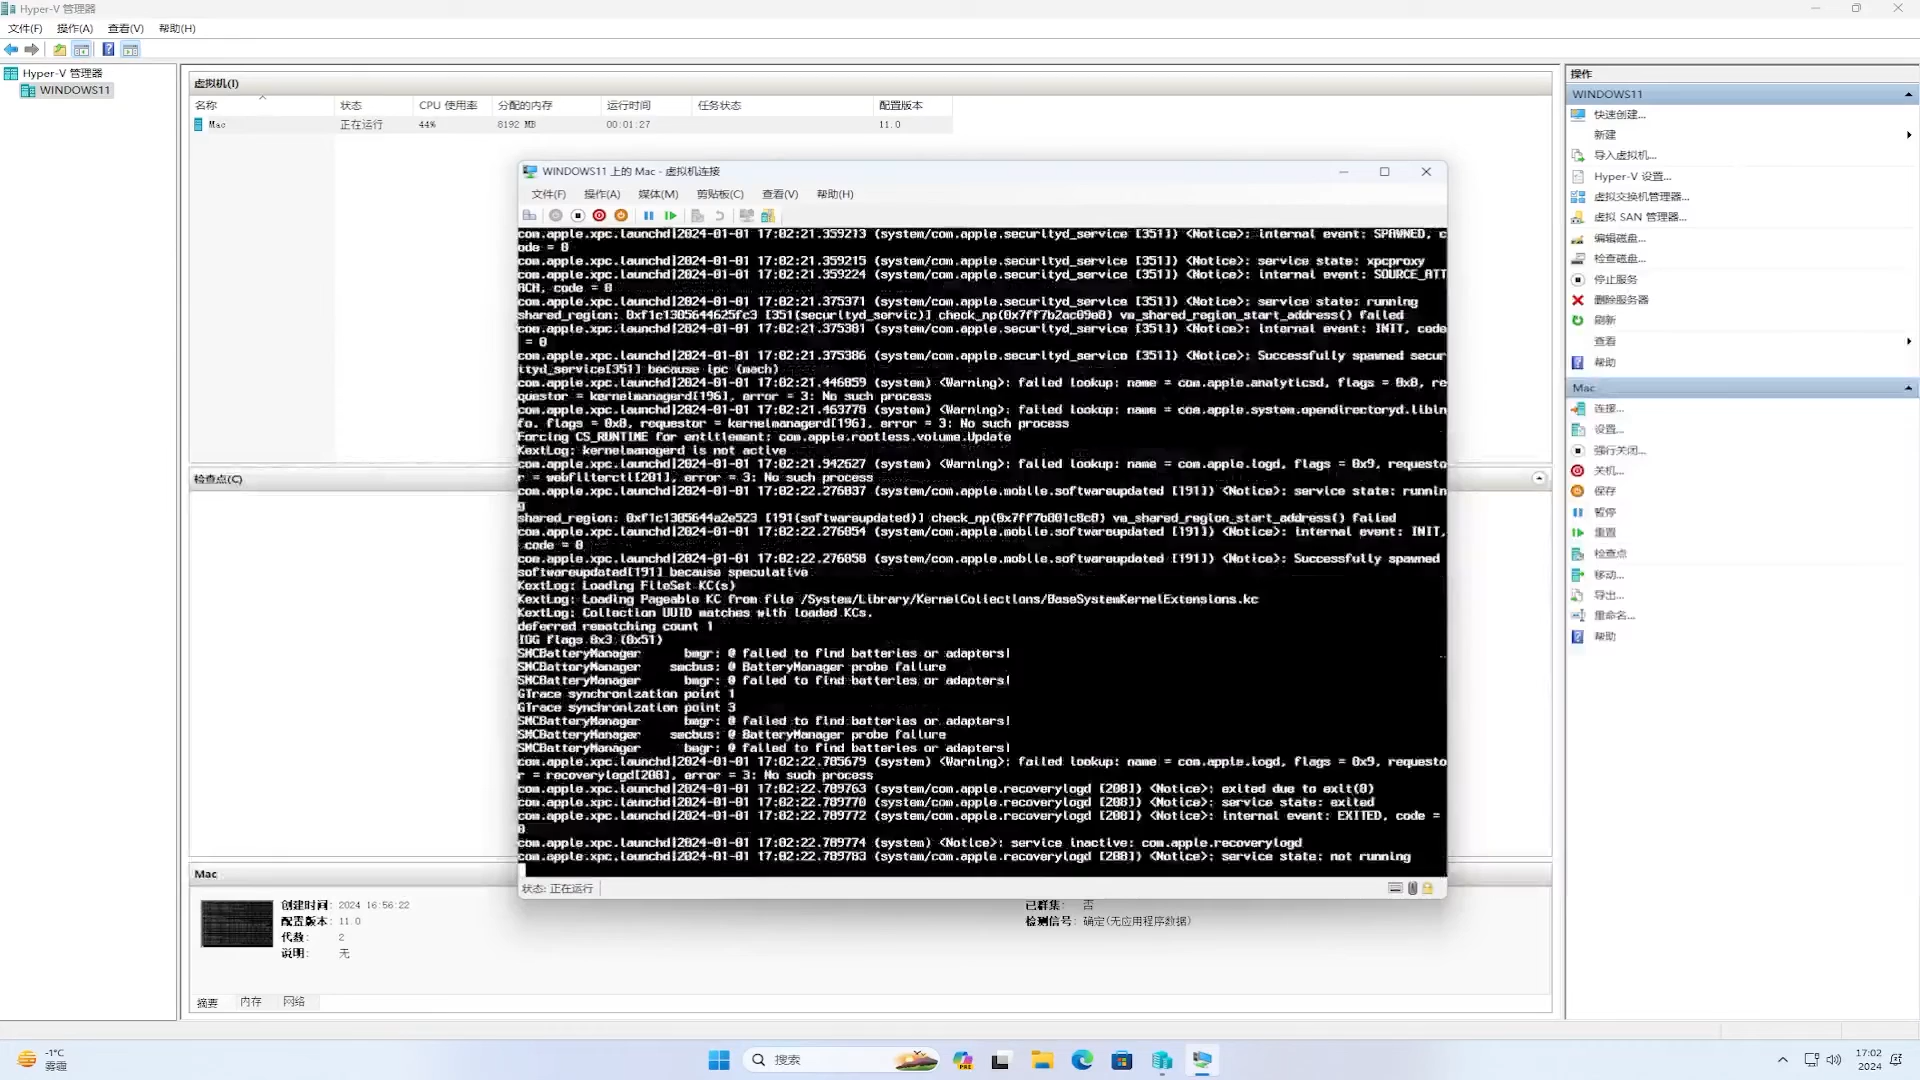 Hyper-V 管理器
文件(F) 操作(A) 查看(V) 帮助(H)
Hyper-V 管理器
WINDOWS11
虚拟机(I)
名称 状态 CPU 使用率 分配的内存 运行时间 任务状态 配置版本
Mac 正在运行 44% 8192 MB 00:01:27 11.0
WINDOWS11 上的 Mac - 虚拟机连接
文件(F) 操作(A) 媒体(M) 剪贴板(C) 查看(V) 帮助(H)
com.apple.xpc.launchd|2024-01-01 17:02:21.359213 (system/com.apple.securityd_service [351]) <Notice>: internal event: SPAWNED, c
ode = 0
com.apple.xpc.launchd|2024-01-01 17:02:21.359215 (system/com.apple.securityd_service [351]) <Notice>: service state: xpcproxy
com.apple.xpc.launchd|2024-01-01 17:02:21.359224 (system/com.apple.securityd_service [351]) <Notice>: internal event: SOURCE_ATT
ACH, code = 0
com.apple.xpc.launchd|2024-01-01 17:02:21.375371 (system/com.apple.securityd_service [351]) <Notice>: service state: running
shared_region: 0xf1c1305644625fc3 [351(securityd_servic)] check_np(0x7ff7b2ac09e8) vm_shared_region_start_address() failed
com.apple.xpc.launchd|2024-01-01 17:02:21.375381 (system/com.apple.securityd_service [351]) <Notice>: internal event: INIT, code
= 0
com.apple.xpc.launchd|2024-01-01 17:02:21.375386 (system/com.apple.securityd_service [351]) <Notice>: Successfully spawned secur
ityd_service[351] because ipc (mach)
com.apple.xpc.launchd|2024-01-01 17:02:21.446859 (system) <Warning>: failed lookup: name = com.apple.analyticsd, flags = 0x8, re
questor = kernelmanagerd[196], error = 3: No such process
com.apple.xpc.launchd|2024-01-01 17:02:21.463778 (system) <Warning>: failed lookup: name = com.apple.system.opendirectoryd.libin
fo, flags = 0x8, requestor = kernelmanagerd[196], error = 3: No such process
Forcing CS_RUNTIME for entitlement: com.apple.rootless.volume.Update
KextLog: kernelmanagerd is not active
com.apple.xpc.launchd|2024-01-01 17:02:21.942627 (system) <Warning>: failed lookup: name = com.apple.logd, flags = 0x9, requesto
r = webfilterctl[201], error = 3: No such process
com.apple.xpc.launchd|2024-01-01 17:02:22.276837 (system/com.apple.mobile.softwareupdated [191]) <Notice>: service state: runnin
g
shared_region: 0xf1c1305644a2e523 [191(softwareupdated)] check_np(0x7ff7b801c8c8) vm_shared_region_start_address() failed
com.apple.xpc.launchd|2024-01-01 17:02:22.276854 (system/com.apple.mobile.softwareupdated [191]) <Notice>: internal event: INIT,
code = 0
com.apple.xpc.launchd|2024-01-01 17:02:22.276858 (system/com.apple.mobile.softwareupdated [191]) <Notice>: Successfully spawned
softwareupdated[191] because speculative
KextLog: Loading FileSet KC(s)
KextLog: Loading Pageable KC from file /System/Library/KernelCollections/BaseSystemKernelExtensions.kc
KextLog: Collection UUID matches with loaded KCs.
deferred rematching count 1
IOG flags 0x3 (0x51)
SMCBatteryManager bmgr: @ failed to find batteries or adapters!
SMCBatteryManager smcbus: @ BatteryManager probe failure
SMCBatteryManager bmgr: @ failed to find batteries or adapters!
GTrace synchronization point 1
GTrace synchronization point 3
SMCBatteryManager bmgr: @ failed to find batteries or adapters!
SMCBatteryManager smcbus: @ BatteryManager probe failure
SMCBatteryManager bmgr: @ failed to find batteries or adapters!
com.apple.xpc.launchd|2024-01-01 17:02:22.785679 (system) <Warning>: failed lookup: name = com.apple.logd, flags = 0x9, requesto
r = recoverylogd[208], error = 3: No such process
com.apple.xpc.launchd|2024-01-01 17:02:22.789763 (system/com.apple.recoverylogd [208]) <Notice>: exited due to exit(0)
com.apple.xpc.launchd|2024-01-01 17:02:22.789770 (system/com.apple.recoverylogd [208]) <Notice>: service state: exited
com.apple.xpc.launchd|2024-01-01 17:02:22.789772 (system/com.apple.recoverylogd [208]) <Notice>: internal event: EXITED, code =
0
com.apple.xpc.launchd|2024-01-01 17:02:22.789774 (system) <Notice>: service inactive: com.apple.recoverylogd
com.apple.xpc.launchd|2024-01-01 17:02:22.789783 (system/com.apple.recoverylogd [208]) <Notice>: service state: not running
状态: 正在运行
检查点(C)
Mac
创建时间: 2024 16:56:22
配置版本: 11.0
代数: 2
说明: 无
已群集: 否
检测信号: 确定(无应用程序数据)
摘要 内存 网络
操作
WINDOWS11
快速创建...
新建
导入虚拟机...
Hyper-V 设置...
虚拟交换机管理器...
虚拟 SAN 管理器...
编辑磁盘...
检查磁盘...
停止服务
删除服务器
刷新
查看
帮助
Mac
连接...
设置...
强行关闭...
关机...
保存
暂停
重置
检查点
移动...
导出...
重命名...
帮助
-1°C
雾霾
搜索
PRE
17:02
2024